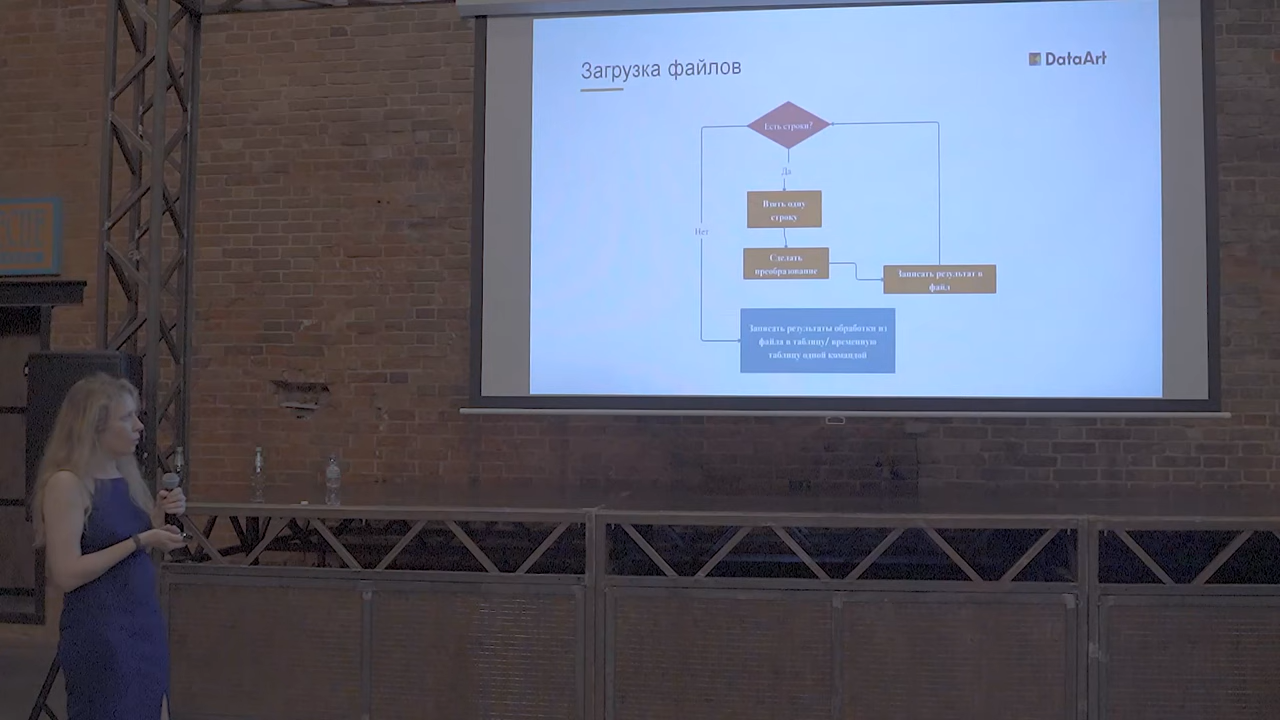 Загрузка файлов
DataArt
Есть строки?
Да
Взять одну
строку
Нет
Сделать
преобразование
Записать результат в
файл
Записать результаты обработки из
файла в таблицу/ временную
таблицу одной командой